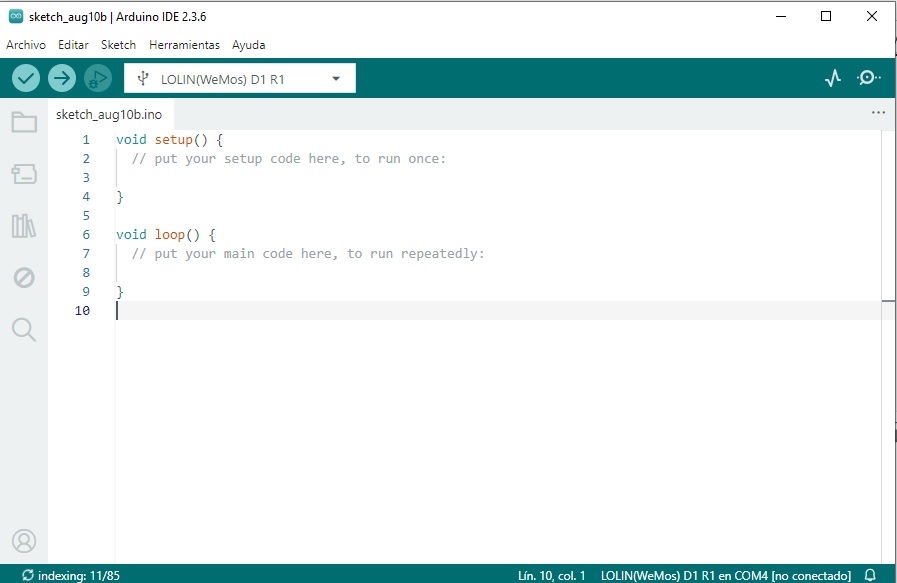 sketch_aug10b | Arduino IDE 2.3.6
Archivo Editar Sketch Herramientas Ayuda
LOLIN(WeMos) D1 R1
sketch_aug10b.ino
1 void setup() {
2 // put your setup code here, to run once:
3
4 }
5
6 void loop() {
7 // put your main code here, to run repeatedly:
8
9 }
10
indexing: 11/85 Lín. 10, col. 1 LOLIN(WeMos) D1 R1 en COM4 [no conectado]